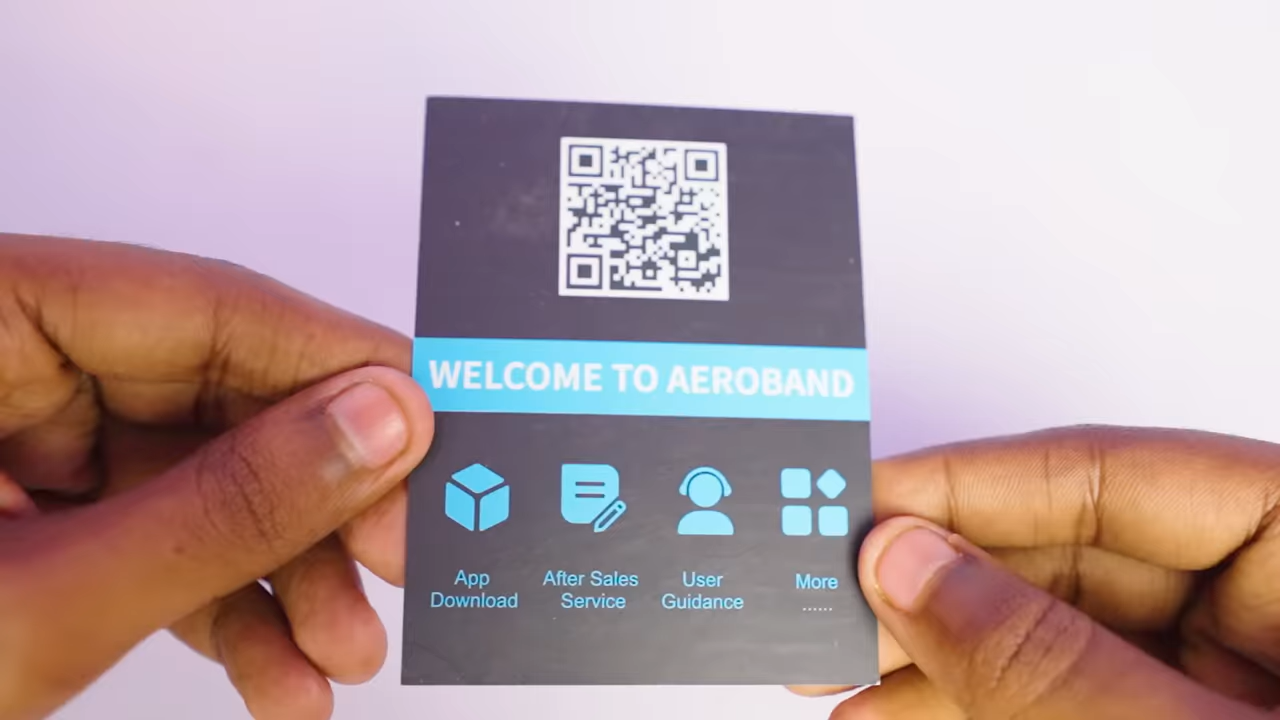 WELCOME TO AEROBAND
App
Download
After Sales
Service
User
Guidance
More
......